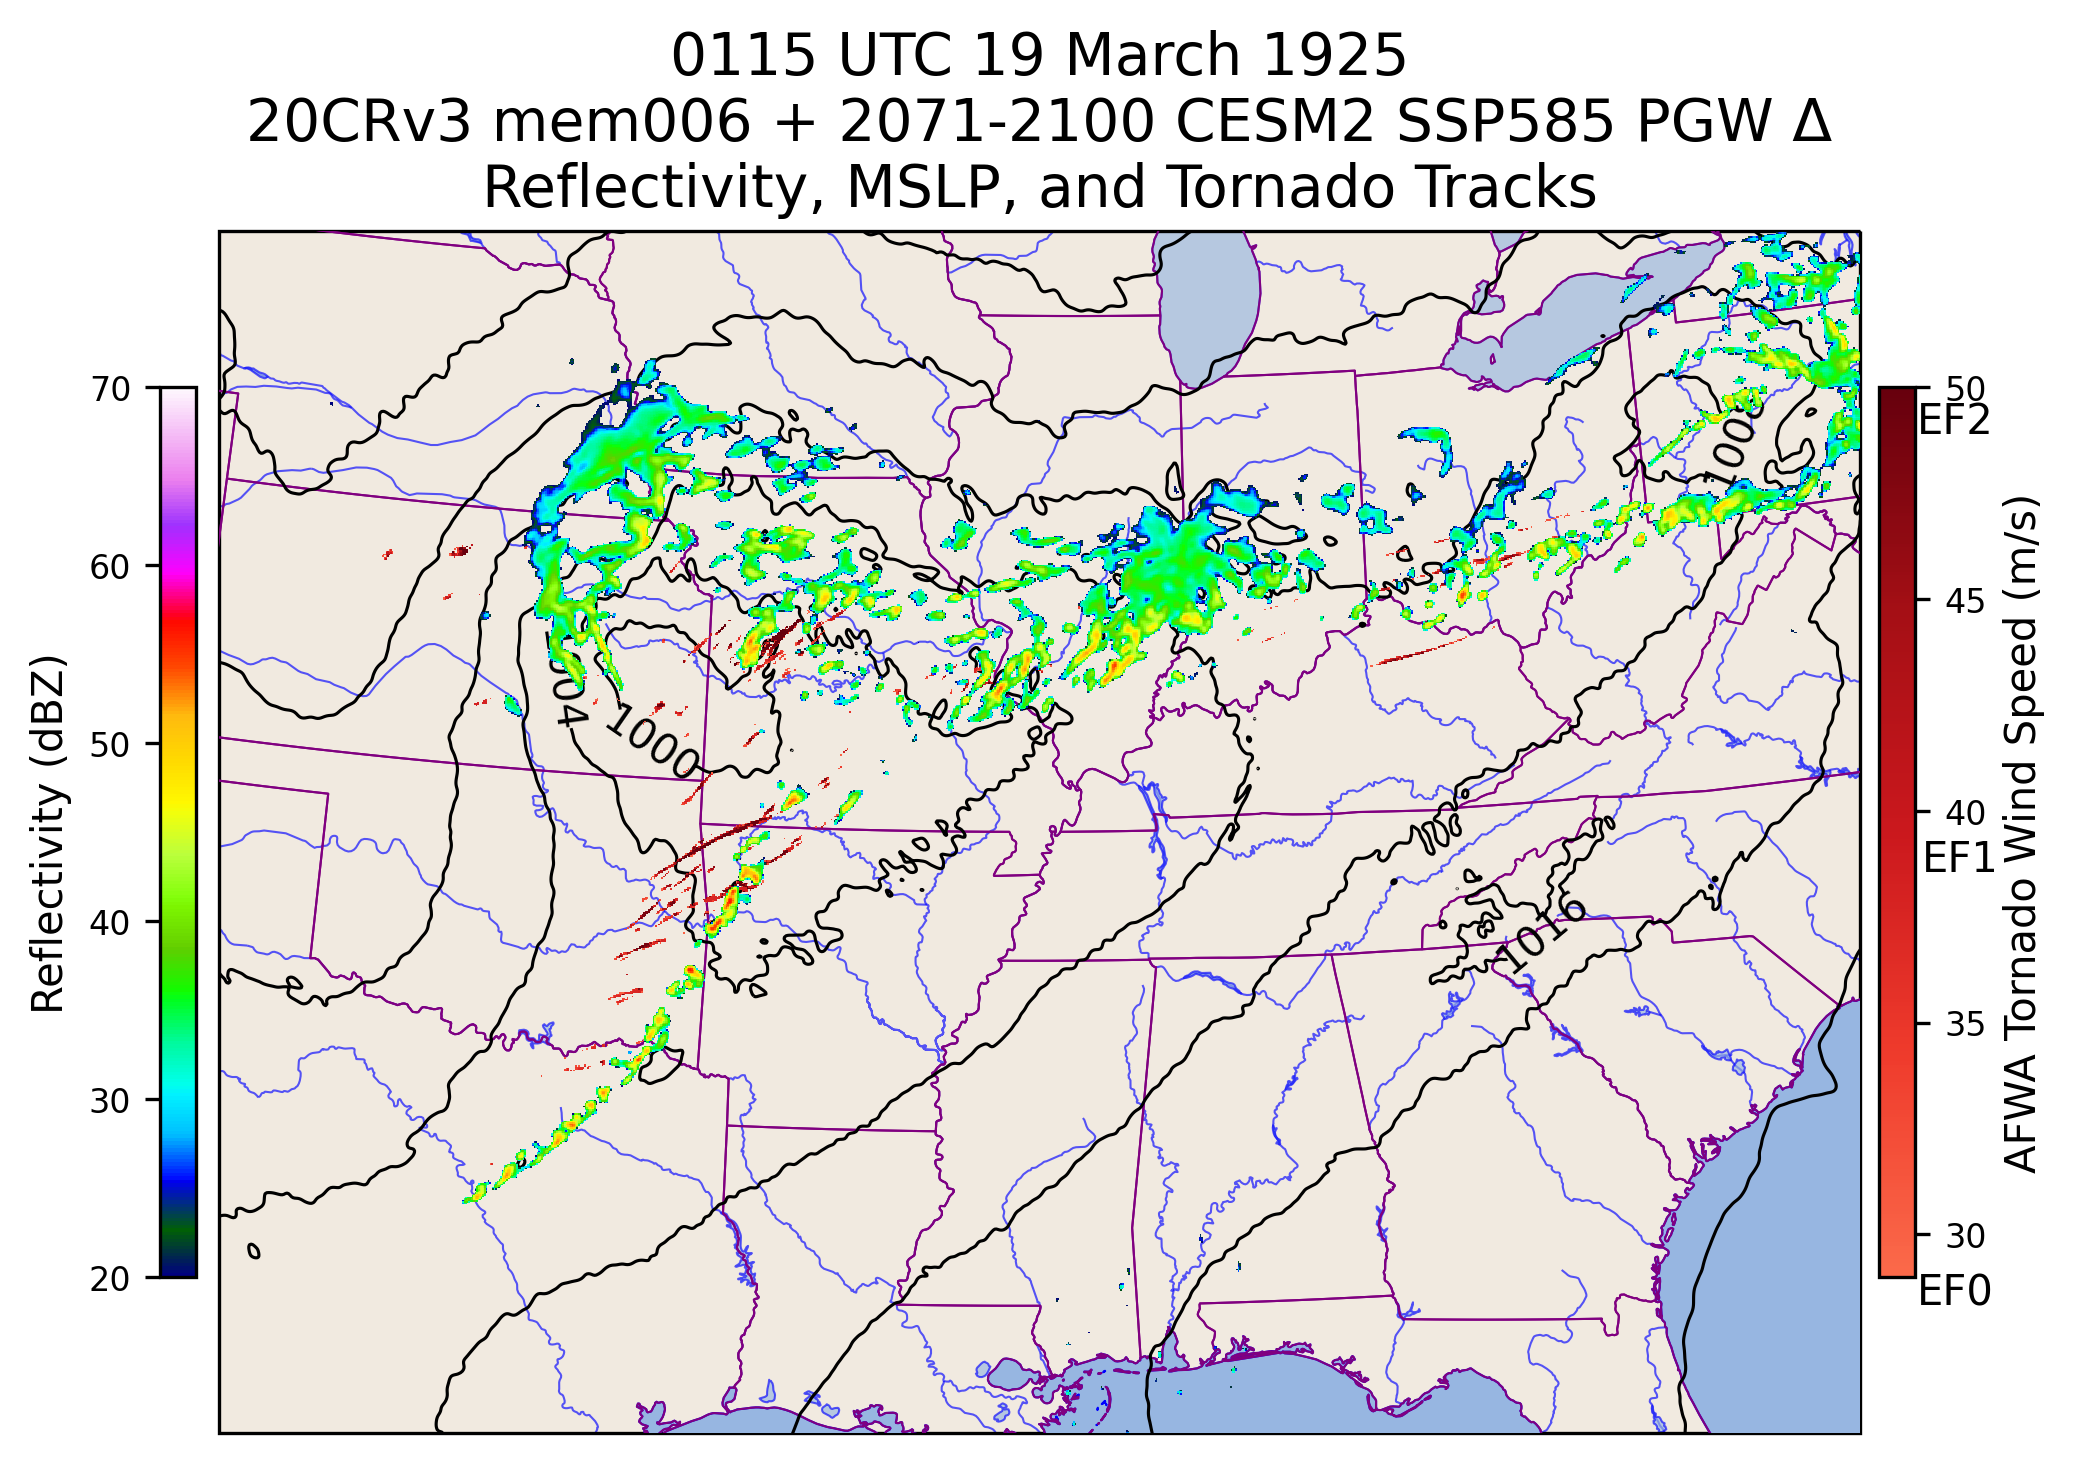 0115 UTC 19 March 1925
20CRv3 mem006 + 2071-2100 CESM2 SSP585 PGW Δ
Reflectivity, MSLP, and Tornado Tracks
Reflectivity (dBZ)
70
60
50
40
30
20
1000
1016
50
EF2
45
40
EF1
35
30
EF0
AFWA Tornado Wind Speed (m/s)